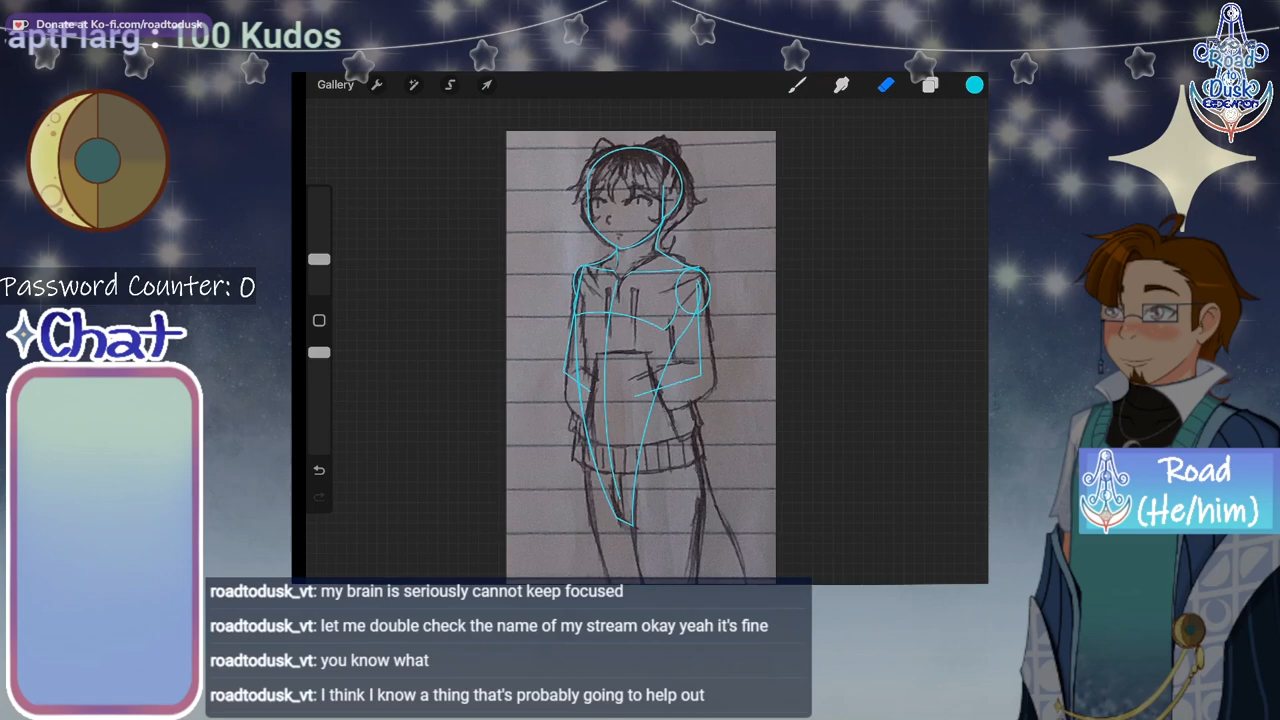 Donate at Ko-fi.com/roadtodusk
aptFlarg : 100 Kudos
Road
to
Dusk
Gallery
Password Counter: 0
Chat
Road
(He/him)
roadtodusk_vt: my brain is seriously cannot keep focused
roadtodusk_vt: let me double check the name of my stream okay yeah it's fine
roadtodusk_vt: you know what
roadtodusk_vt: I think I know a thing that's probably going to help out